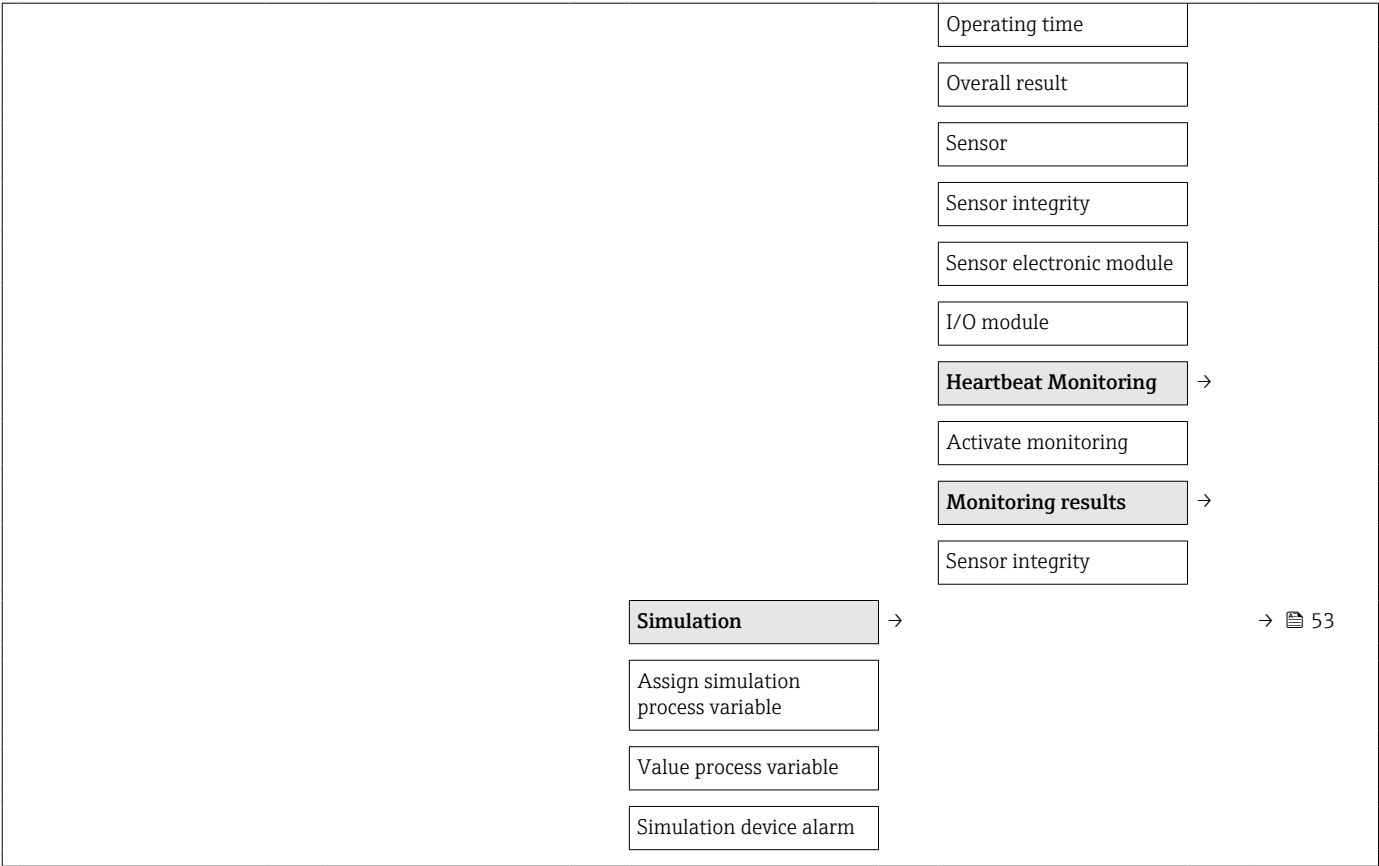 Operating time
Overall result
Sensor
Sensor integrity
Sensor electronic module
I/O module
Heartbeat Monitoring →
Activate monitoring
Monitoring results →
Sensor integrity
Simulation → → 🖹 53
Assign simulation
process variable
Value process variable
Simulation device alarm